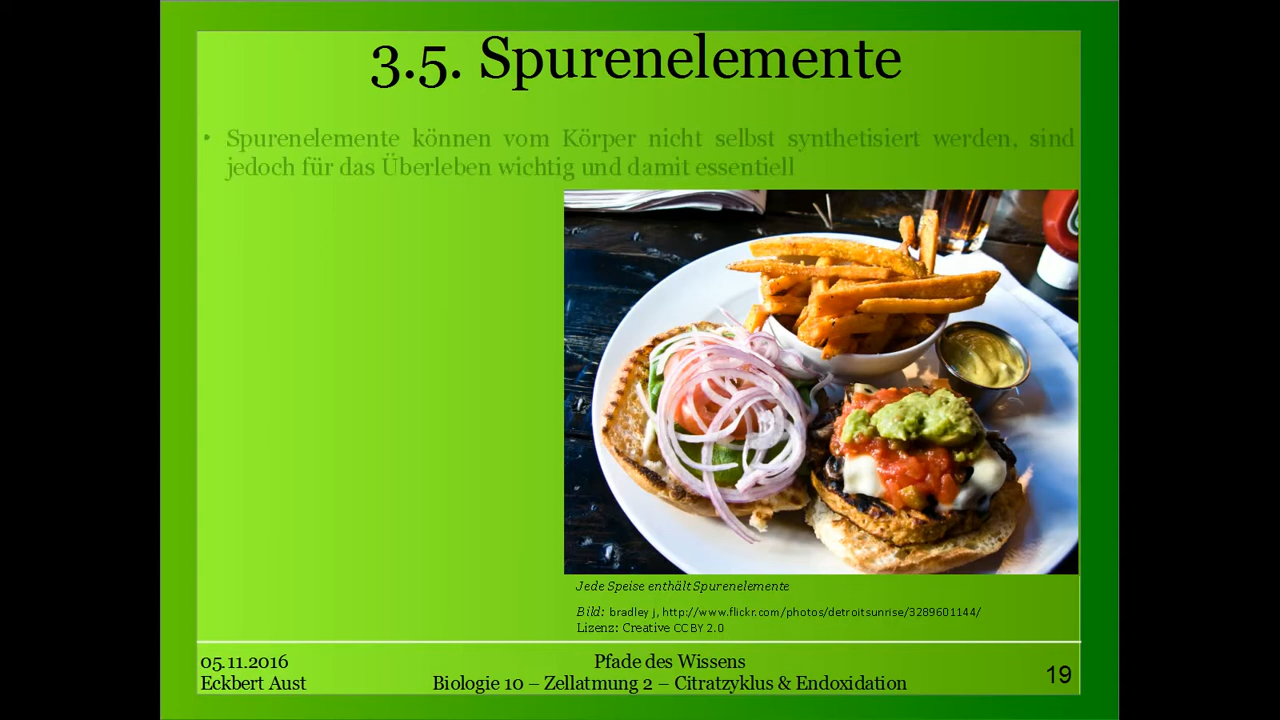 3.5. Spurenelemente
• Spurenelemente können vom Körper nicht selbst synthetisiert werden, sind
jedoch für das Überleben wichtig und damit essentiell
Jede Speise enthält Spurenelemente
Bild: bradley j, http://www.flickr.com/photos/detroitsunrise/3289601144/
Lizenz: Creative CC BY 2.0
05.11.2016
Eckbert Aust
Pfade des Wissens
Biologie 10 – Zellatmung 2 – Citratzyklus & Endoxidation
19